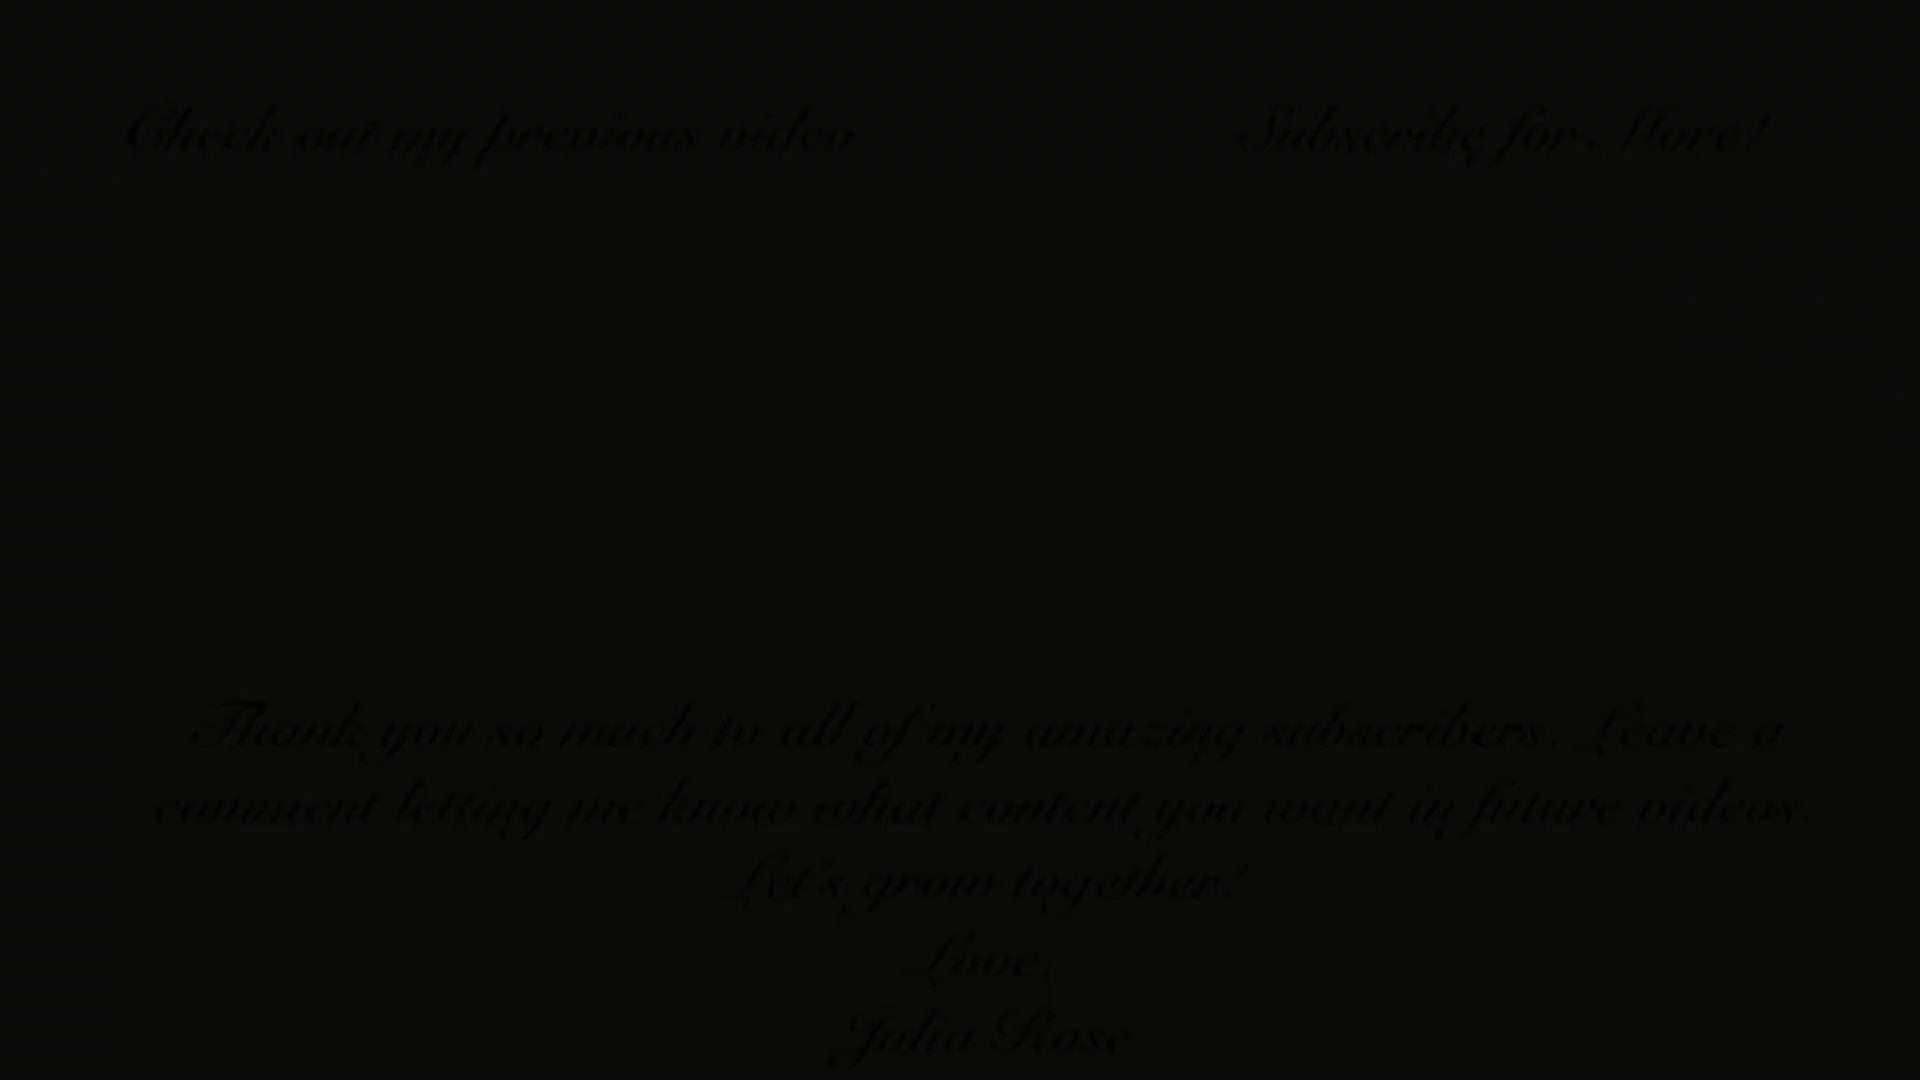 Check out my previous video
Subscribe for More!
Thank you so much to all of my amazing subscribers. Leave a
comment letting me know what content you want in future videos.
Let's grow together!
Love,
Julia Rose